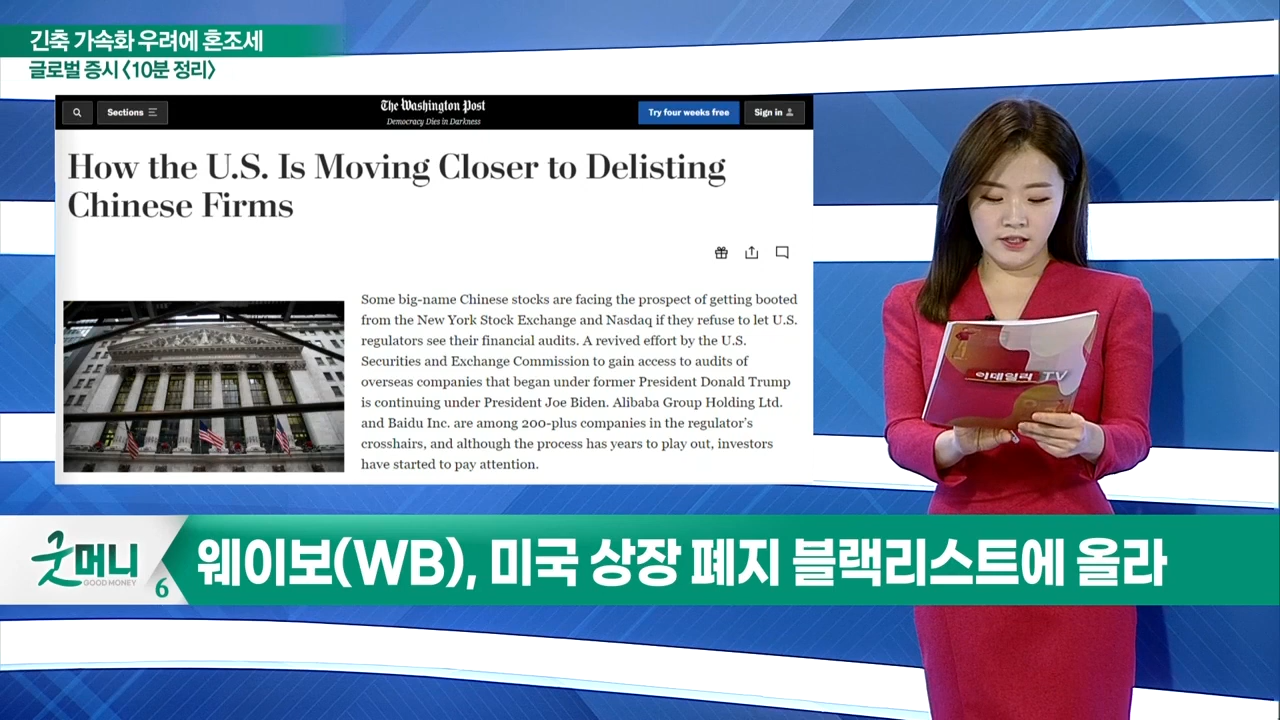 긴축 가속화 우려에 혼조세
글로벌 증시 <10분 정리>
Sections
The Washington Post
Democracy Dies in Darkness
Try four weeks free
Sign in
How the U.S. Is Moving Closer to Delisting
Chinese Firms
Some big-name Chinese stocks are facing the prospect of getting booted
from the New York Stock Exchange and Nasdaq if they refuse to let U.S.
regulators see their financial audits. A revived effort by the U.S.
Securities and Exchange Commission to gain access to audits of
overseas companies that began under former President Donald Trump
is continuing under President Joe Biden. Alibaba Group Holding Ltd.
and Baidu Inc. are among 200-plus companies in the regulator's
crosshairs, and although the process has years to play out, investors
have started to pay attention.
이데일리 TV
굿머니
GOOD MONEY
6
웨이보(WB), 미국 상장 폐지 블랙리스트에 올라